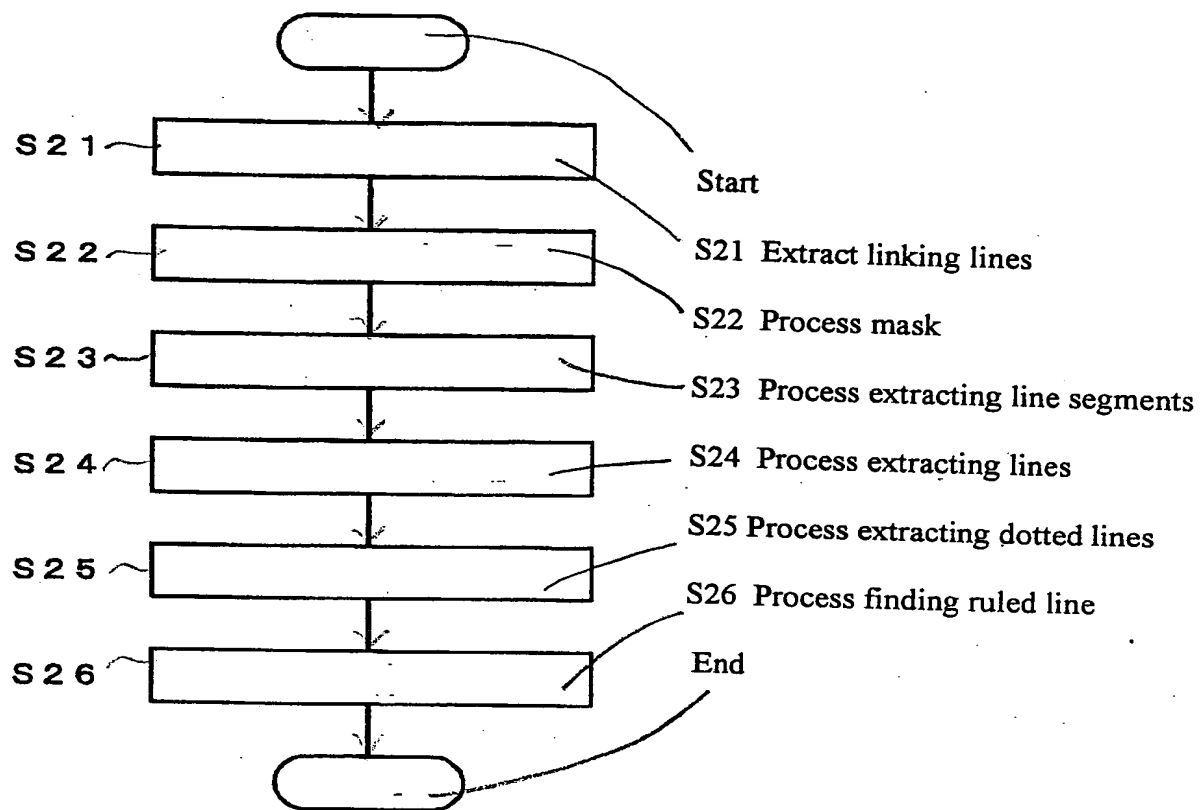 S21
S22
S23
S24
S25
S26
Start
S21 Extract linking lines
S22 Process mask
S23 Process extracting line segments
S24 Process extracting lines
S25 Process extracting dotted lines
S26 Process finding ruled line
End